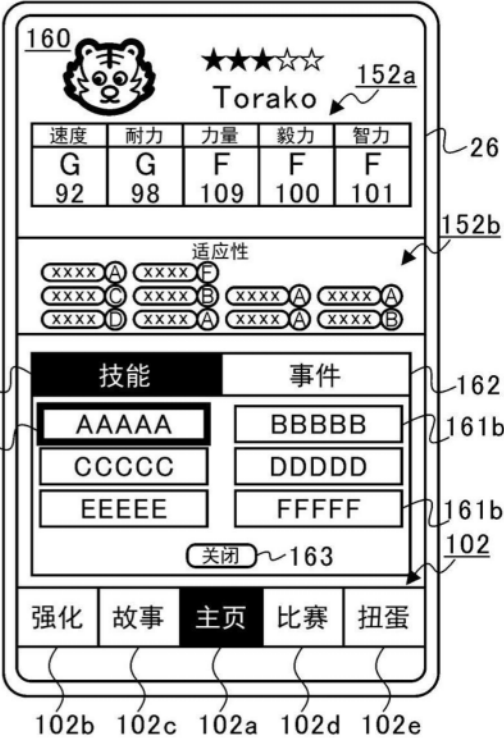 160
★★★☆☆
Torako
152a
速度 耐力 力量 毅力 智力
G G F F F
92 98 109 100 101
26
152b
适应性
xxxx A xxxx F
xxxx C xxxx B xxxx A xxxx A
xxxx D xxxx A xxxx A xxxx B
技能 事件
162
AAAAA BBBBB
161b
CCCCC DDDDD
EEEEE FFFFF
161b
关闭 163
102
强化 故事 主页 比赛 扭蛋
102b 102c 102a 102d 102e